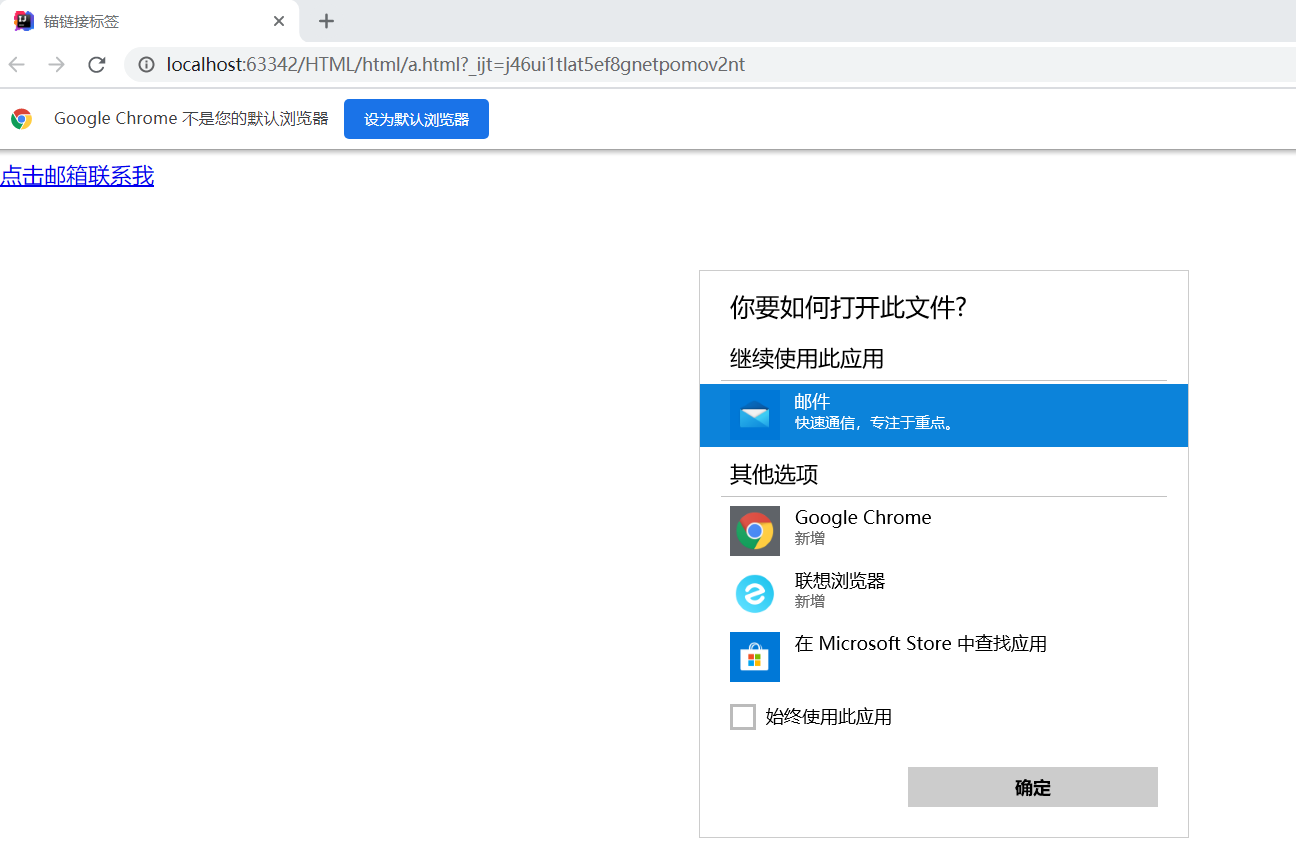 锚链接标签
localhost:63342/HTML/html/a.html?_ijt=j46ui1tlat5ef8gnetpomov2nt
Google Chrome 不是您的默认浏览器
设为默认浏览器
点击邮箱联系我
你要如何打开此文件?
继续使用此应用
邮件
快速通信，专注于重点。
其他选项
Google Chrome
新增
联想浏览器
新增
在 Microsoft Store 中查找应用
始终使用此应用
确定